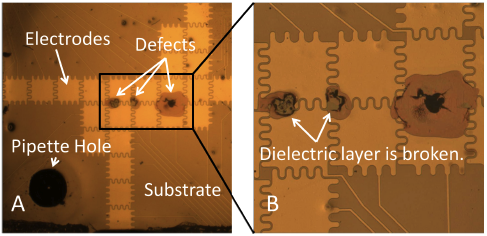 Electrodes
Defects
Pipette Hole
Substrate
A
Dielectric layer is broken.
B